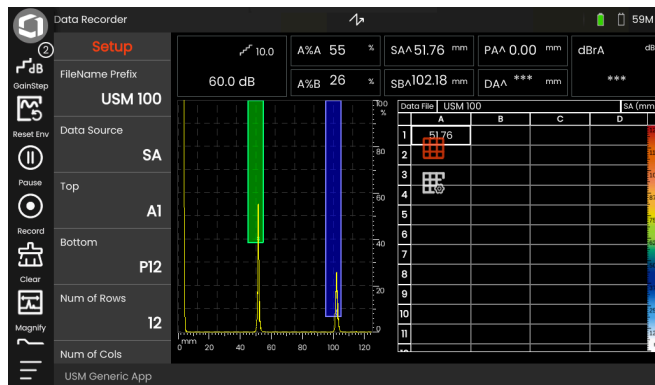 Data Recorder
59M
2
dB
GainStep
Reset Env
Pause
Record
Clear
Magnify
Setup
FileName Prefix
USM 100
Data Source
SA
Top
A1
Bottom
P12
Num of Rows
12
Num of Cols
USM Generic App
10.0
60.0 dB
A%A 55 %
A%B 26 %
SA^ 51.76 mm
SB^ 102.18 mm
PA^ 0.00 mm
DA^ *** mm
dBrA dB
***
100
%
80
60
40
20
0
mm 20 40 60 80 100 120
Data File USM 100 SA (mm
A B C D
1 51.76
2
3
4
5
6
7
8
9
10
11